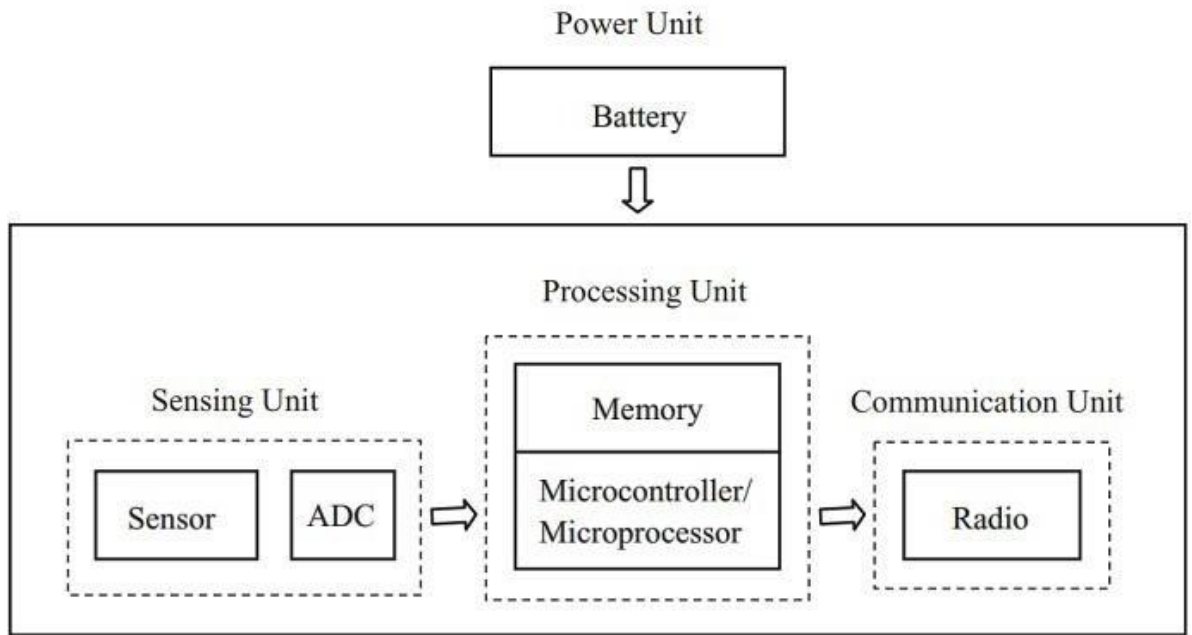 Power Unit
Battery
Processing Unit
Sensing Unit
Memory
Communication Unit
Sensor
ADC
Microcontroller/
Microprocessor
Radio